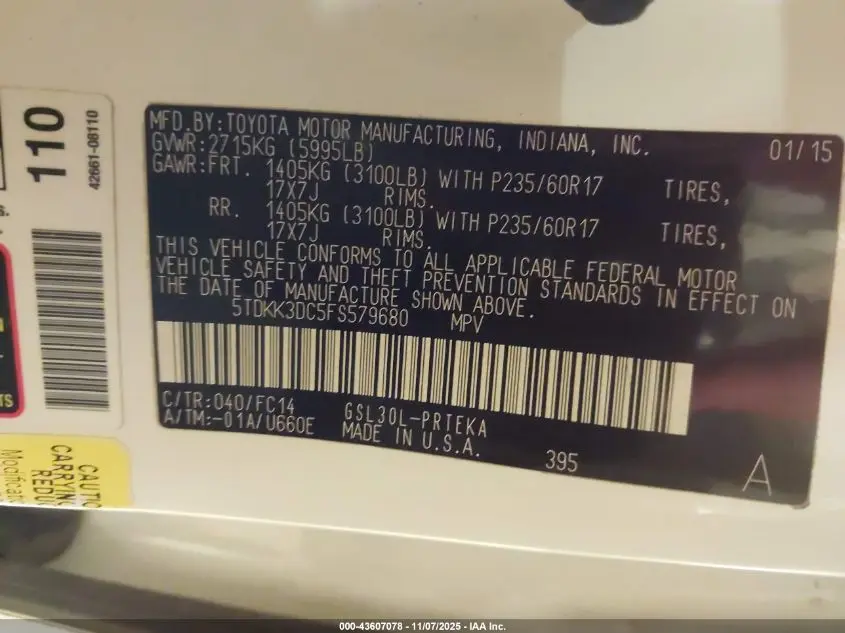 MFD.BY:TOYOTA MOTOR MANUFACTURING, INDIANA, INC. 01/15
GVWR:2715KG (5995LB)
GAWR:FRT. 1405KG (3100LB) WITH P235/60R17 TIRES,
17X7J RIMS.
RR. 1405KG (3100LB) WITH P235/60R17 TIRES,
17X7J RIMS.
THIS VEHICLE CONFORMS TO ALL APPLICABLE FEDERAL MOTOR
VEHICLE SAFETY AND THEFT PREVENTION STANDARDS IN EFFECT ON
THE DATE OF MANUFACTURE SHOWN ABOVE.
5TDKK3DC5FS579680 MPV
C/TR:040/FC14 GSL30L-PRTEKA
A/TM:-01A/U660E MADE IN U.S.A.
395
A
110
42661-08110
CAUTIO
CARRYING
REDU
Modificat
000-43607078 - 11/07/2025 - IAA Inc.